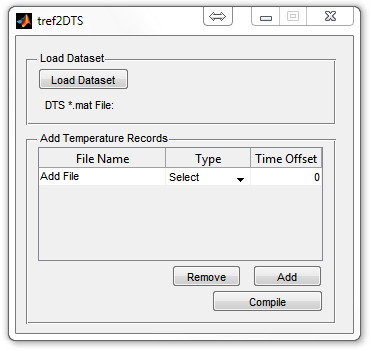 tref2DTS
Load Dataset
Load Dataset
DTS *.mat File:
Add Temperature Records
File Name Type Time Offset
Add File Select 0
Remove Add
Compile